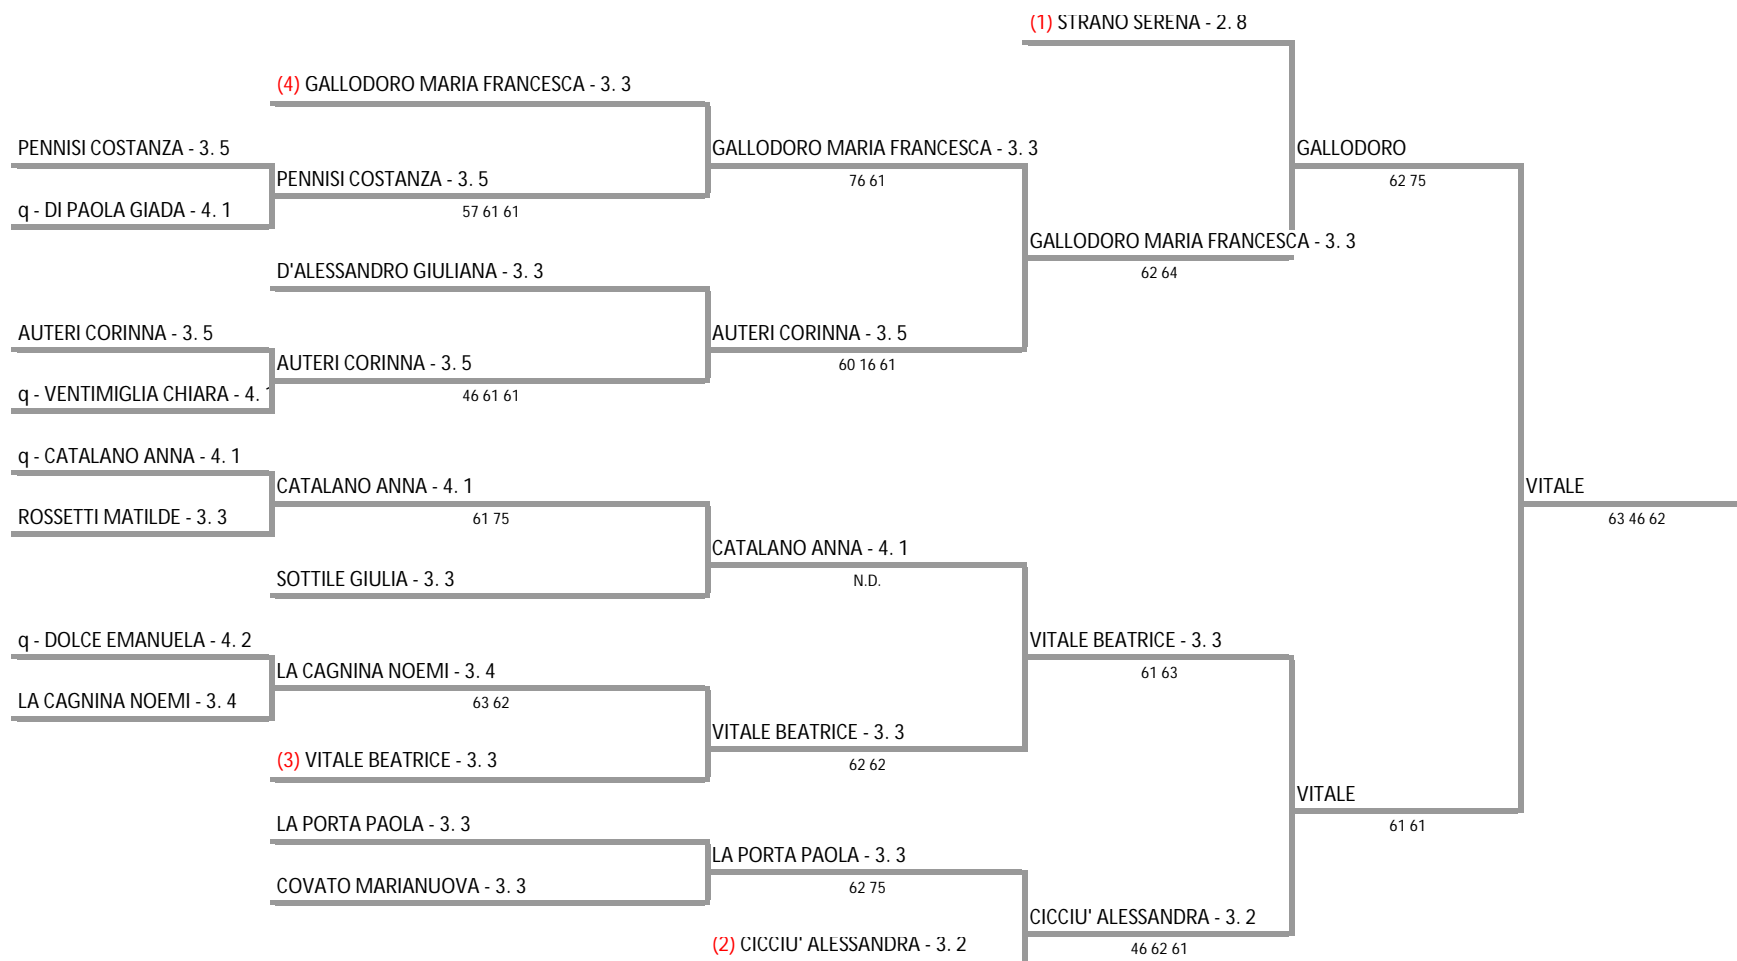 (1) STRANO SERENA - 2. 8
(4) GALLODORO MARIA FRANCESCA - 3. 3
PENNISI COSTANZA - 3. 5
GALLODORO MARIA FRANCESCA - 3. 3
GALLODORO
PENNISI COSTANZA - 3. 5
76 61
62 75
q - DI PAOLA GIADA - 4. 1
57 61 61
GALLODORO MARIA FRANCESCA - 3. 3
D'ALESSANDRO GIULIANA - 3. 3
62 64
AUTERI CORINNA - 3. 5
AUTERI CORINNA - 3. 5
AUTERI CORINNA - 3. 5
60 16 61
q - VENTIMIGLIA CHIARA - 4. 1
46 61 61
q - CATALANO ANNA - 4. 1
CATALANO ANNA - 4. 1
VITALE
ROSSETTI MATILDE - 3. 3
61 75
63 46 62
CATALANO ANNA - 4. 1
SOTTILE GIULIA - 3. 3
N.D.
q - DOLCE EMANUELA - 4. 2
VITALE BEATRICE - 3. 3
LA CAGNINA NOEMI - 3. 4
61 63
LA CAGNINA NOEMI - 3. 4
63 62
VITALE BEATRICE - 3. 3
(3) VITALE BEATRICE - 3. 3
62 62
VITALE
LA PORTA PAOLA - 3. 3
61 61
LA PORTA PAOLA - 3. 3
COVATO MARIANUOVA - 3. 3
62 75
CICCIU' ALESSANDRA - 3. 2
(2) CICCIU' ALESSANDRA - 3. 2
46 62 61